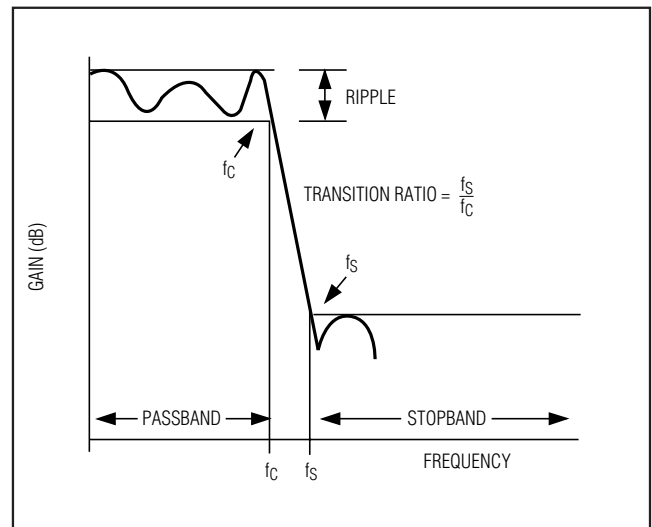 RIPPLE
fC
TRANSITION RATIO = fS/fC
GAIN (dB)
fS
PASSBAND
STOPBAND
fC
fS
FREQUENCY